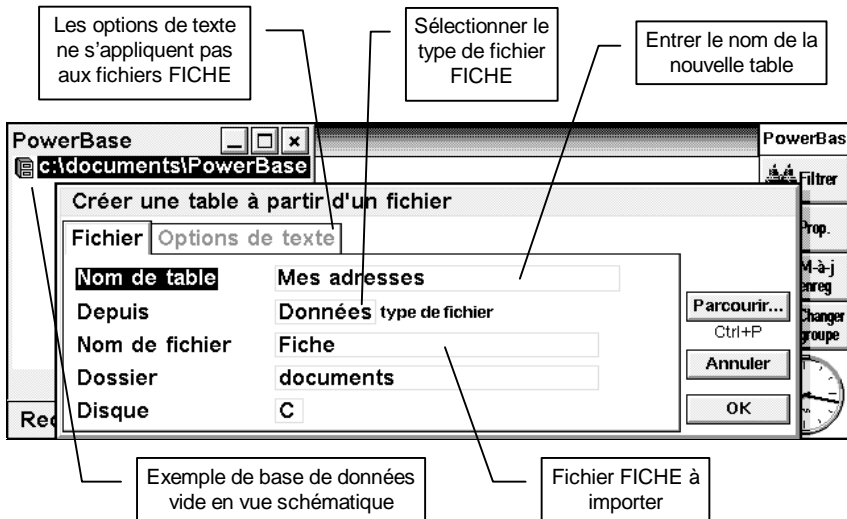 Les options de texte
ne s'appliquent pas
aux fichiers FICHE
Sélectionner le
type de fichier
FICHE
Entrer le nom de la
nouvelle table
PowerBase
PowerBas
c:\documents\PowerBase
Filtrer
Créer une table à partir d'un fichier
Prop.
Fichier Options de texte
M-à-j
enreg
Nom de table Mes adresses
Depuis Données type de fichier
Parcourir...
Changer
groupe
Ctrl+P
Nom de fichier Fiche
Annuler
Dossier documents
OK
Disque C
Rec
Exemple de base de données
vide en vue schématique
Fichier FICHE à
importer